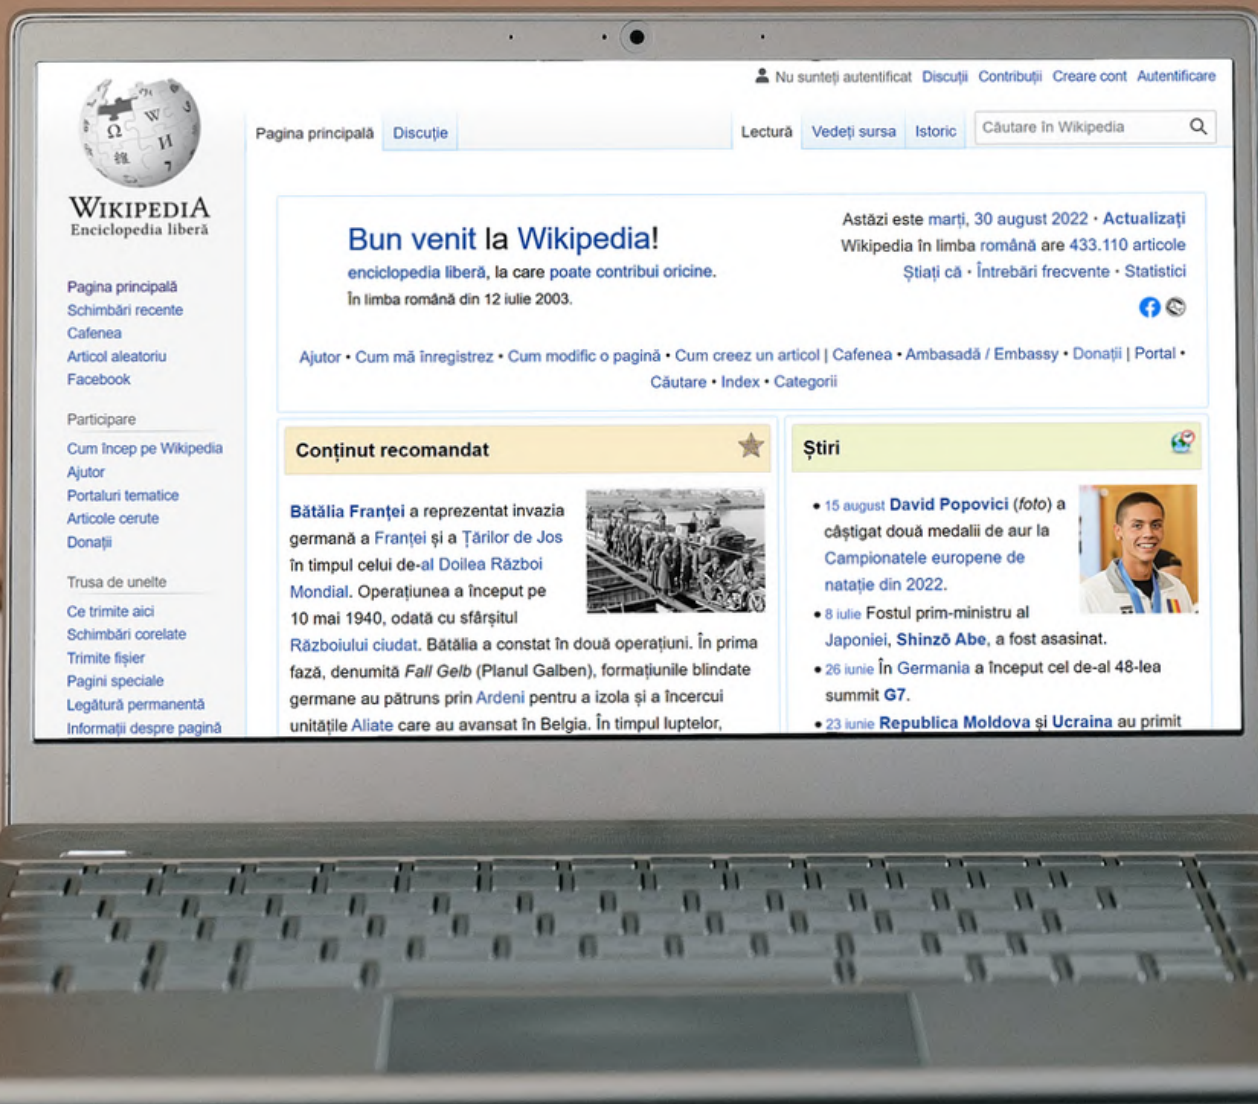 Nu sunteți autentificat Discuții Contribuții Creare cont Autentificare
Pagina principală Discuție Lectură Vedeți sursa Istoric Căutare în Wikipedia
WIKIPEDIA
Enciclopedia liberă
Pagina principală
Schimbări recente
Cafenea
Articol aleatoriu
Facebook
Participare
Cum încep pe Wikipedia
Ajutor
Portaluri tematice
Articole cerute
Donații
Trusa de unelte
Ce trimite aici
Schimbări corelate
Trimite fișier
Pagini speciale
Legătură permanentă
Informații despre pagină
Bun venit la Wikipedia!
enciclopedia liberă, la care poate contribui oricine.
În limba română din 12 iulie 2003.
Astăzi este marți, 30 august 2022 · Actualizați
Wikipedia în limba română are 433.110 articole
Știați că · Întrebări frecvente · Statistici
Ajutor • Cum mă înregistrez • Cum modific o pagină • Cum creez un articol | Cafenea • Ambasadă / Embassy • Donații | Portal •
Căutare • Index • Categorii
Conținut recomandat
Bătălia Franței a reprezentat invazia
germană a Franței și a Țărilor de Jos
în timpul celui de-al Doilea Război
Mondial. Operațiunea a început pe
10 mai 1940, odată cu sfârșitul
Războiului ciudat. Bătălia a constat în două operațiuni. În prima
fază, denumită Fall Gelb (Planul Galben), formațiunile blindate
germane au pătruns prin Ardeni pentru a izola și a încercui
unitățile Aliate care au avansat în Belgia. În timpul luptelor,
Știri
• 15 august David Popovici (foto) a
câștigat două medalii de aur la
Campionatele europene de
natație din 2022.
• 8 iulie Fostul prim-ministru al
Japoniei, Shinzō Abe, a fost asasinat.
• 26 iunie În Germania a început cel de-al 48-lea
summit G7.
• 23 iunie Republica Moldova și Ucraina au primit